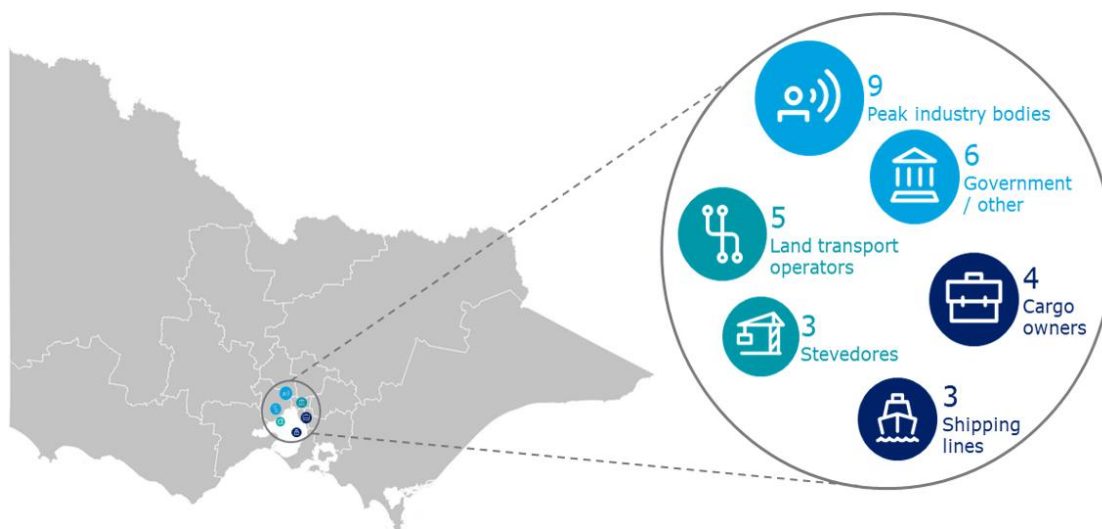 9
Peak industry bodies
6
Government
/ other
5
Land transport
operators
4
Cargo
owners
3
Stevedores
3
Shipping
lines